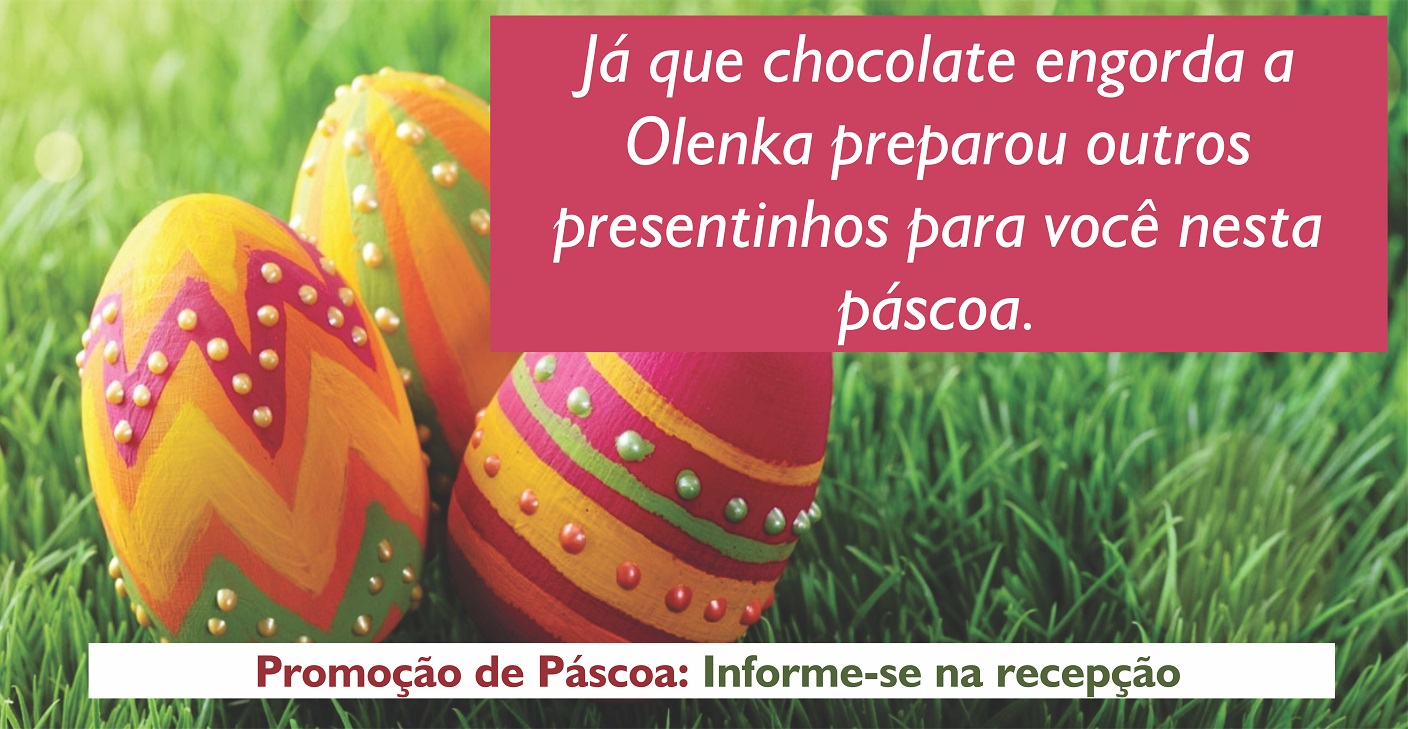 Já que chocolate engorda a
Olenka preparou outros
presentinhos para você nesta
páscoa.
Promoção de Páscoa: Informe-se na recepção